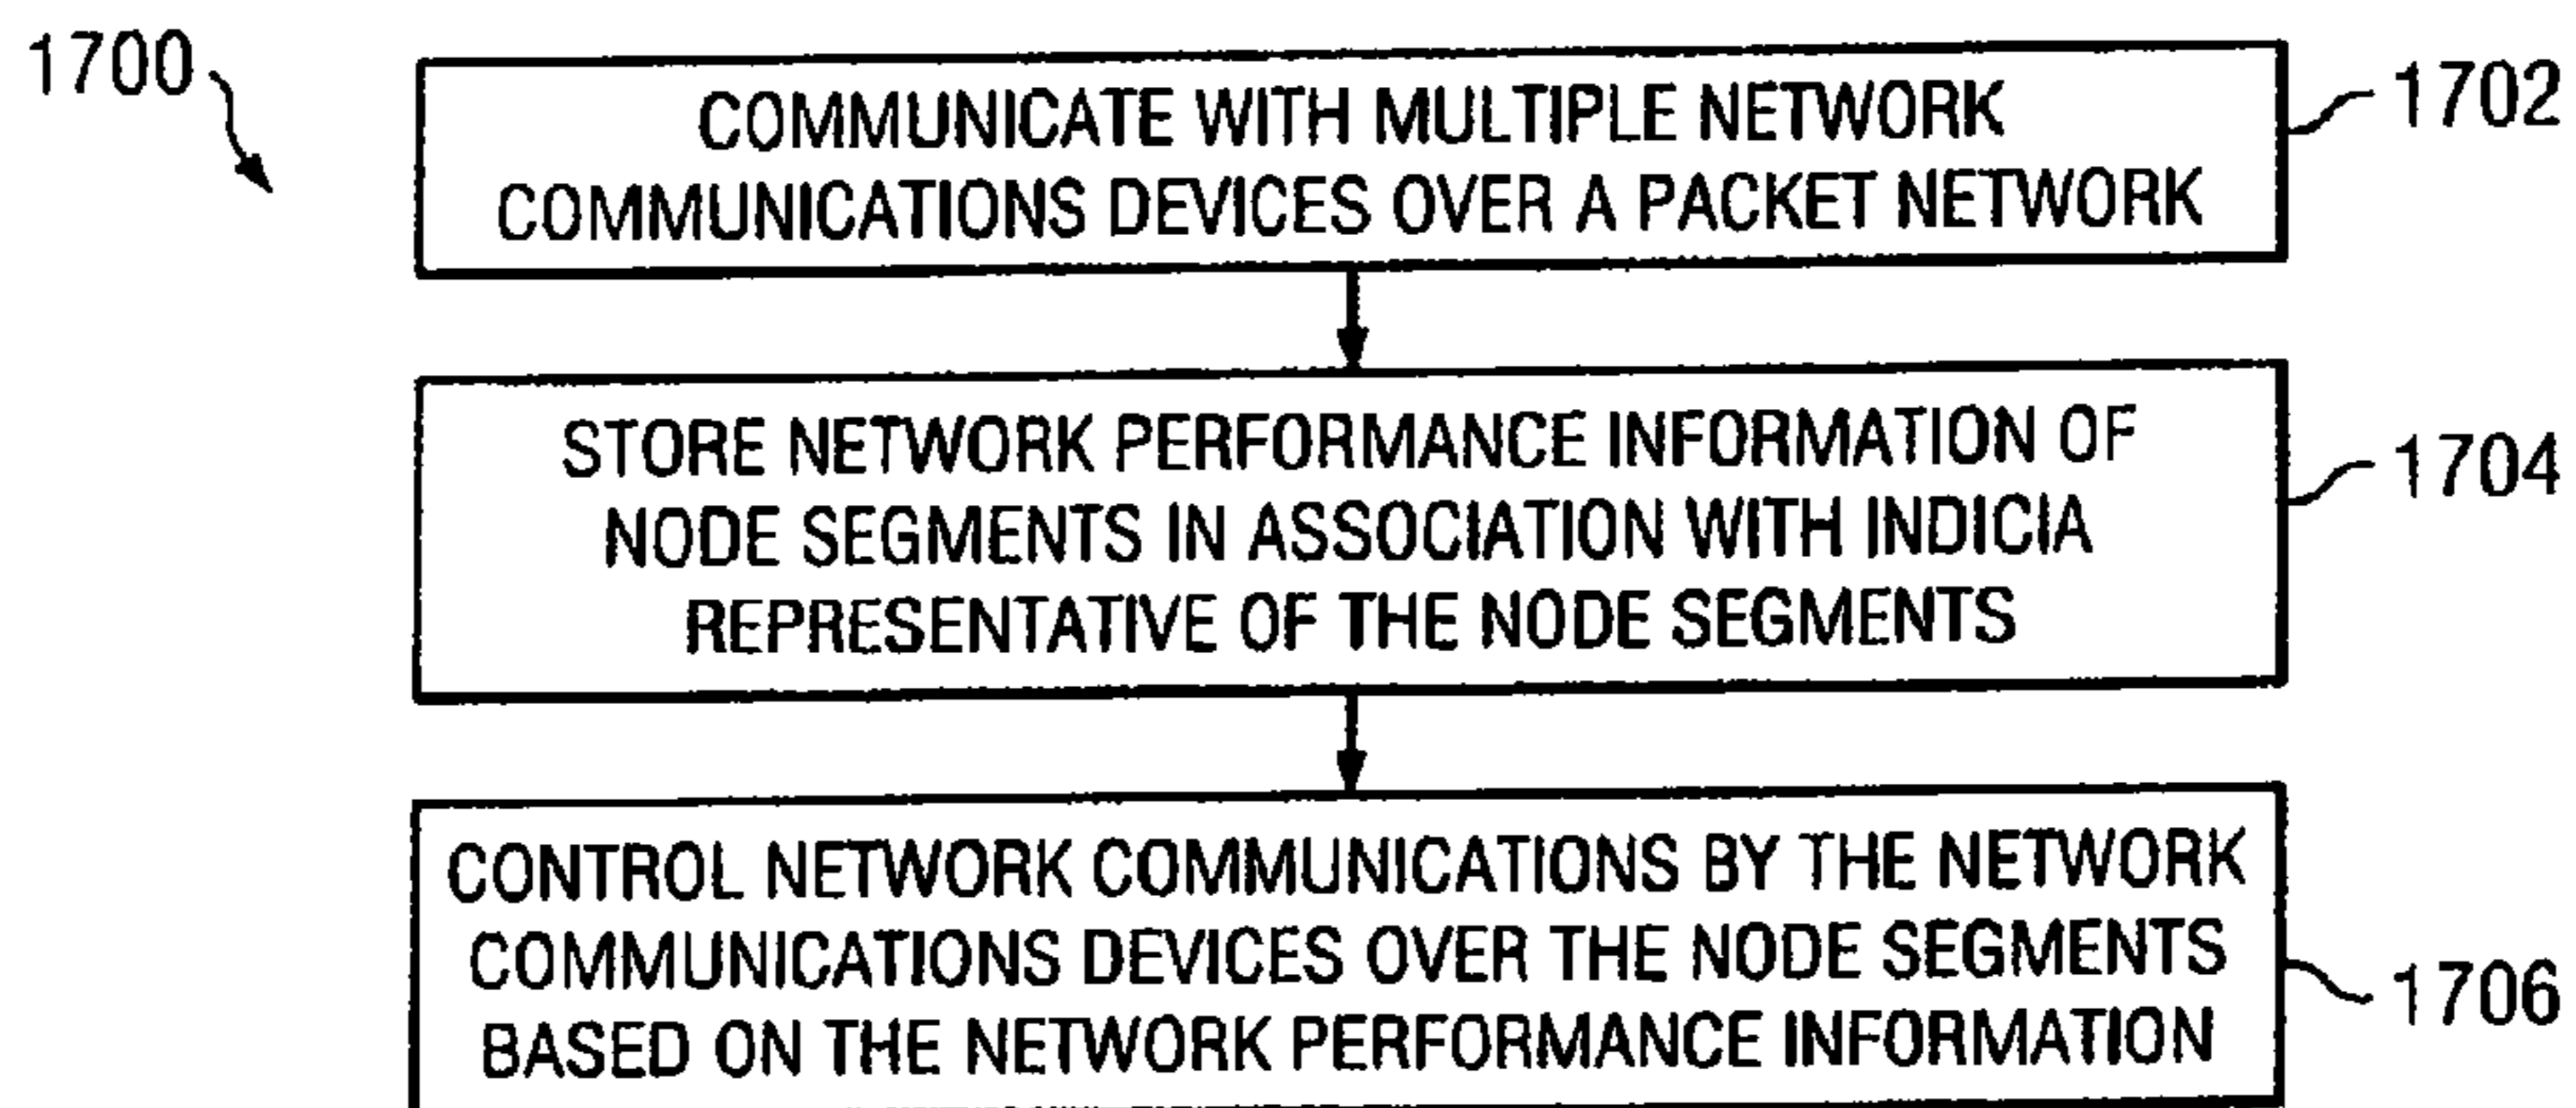 1700
COMMUNICATE WITH MULTIPLE NETWORK
COMMUNICATIONS DEVICES OVER A PACKET NETWORK
1702
STORE NETWORK PERFORMANCE INFORMATION OF
NODE SEGMENTS IN ASSOCIATION WITH INDICIA
REPRESENTATIVE OF THE NODE SEGMENTS
1704
CONTROL NETWORK COMMUNICATIONS BY THE NETWORK
COMMUNICATIONS DEVICES OVER THE NODE SEGMENTS
BASED ON THE NETWORK PERFORMANCE INFORMATION
1706